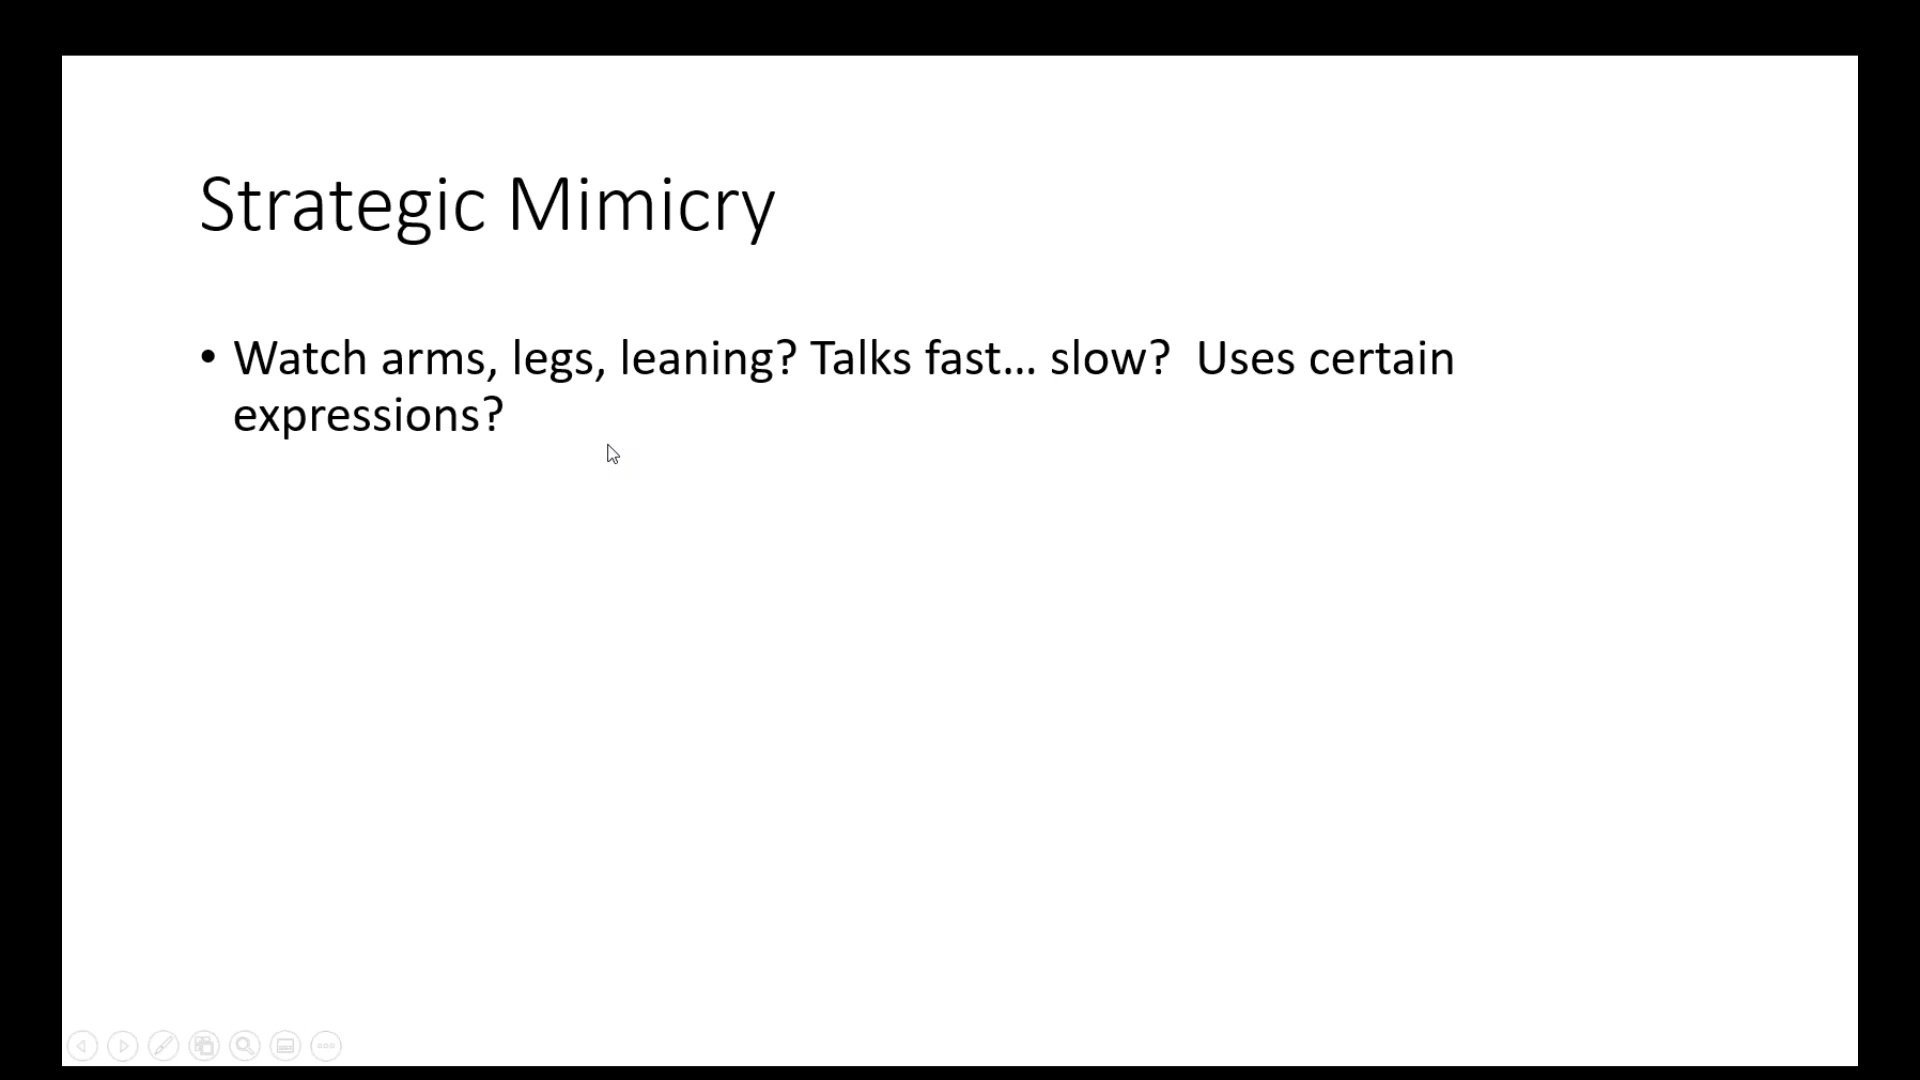 Strategic Mimicry
• Watch arms, legs, leaning? Talks fast... slow?  Uses certain
expressions?